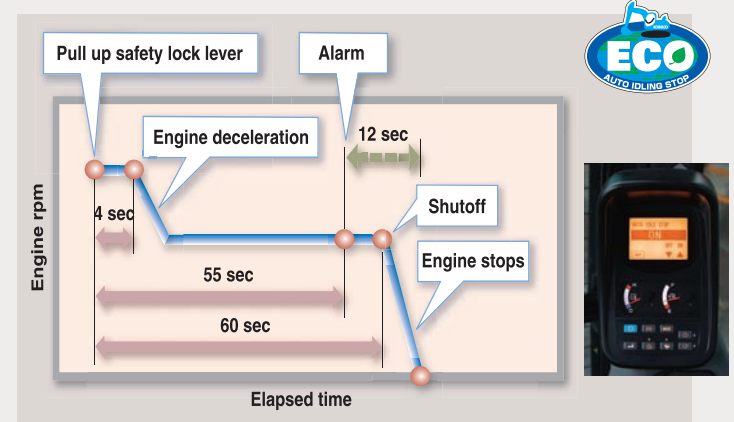 Pull up safety lock lever
Alarm
ECO
AUTO IDLING STOP
Engine deceleration
12 sec
4 sec
Shutoff
Engine stops
55 sec
60 sec
Engine rpm
Elapsed time
ON